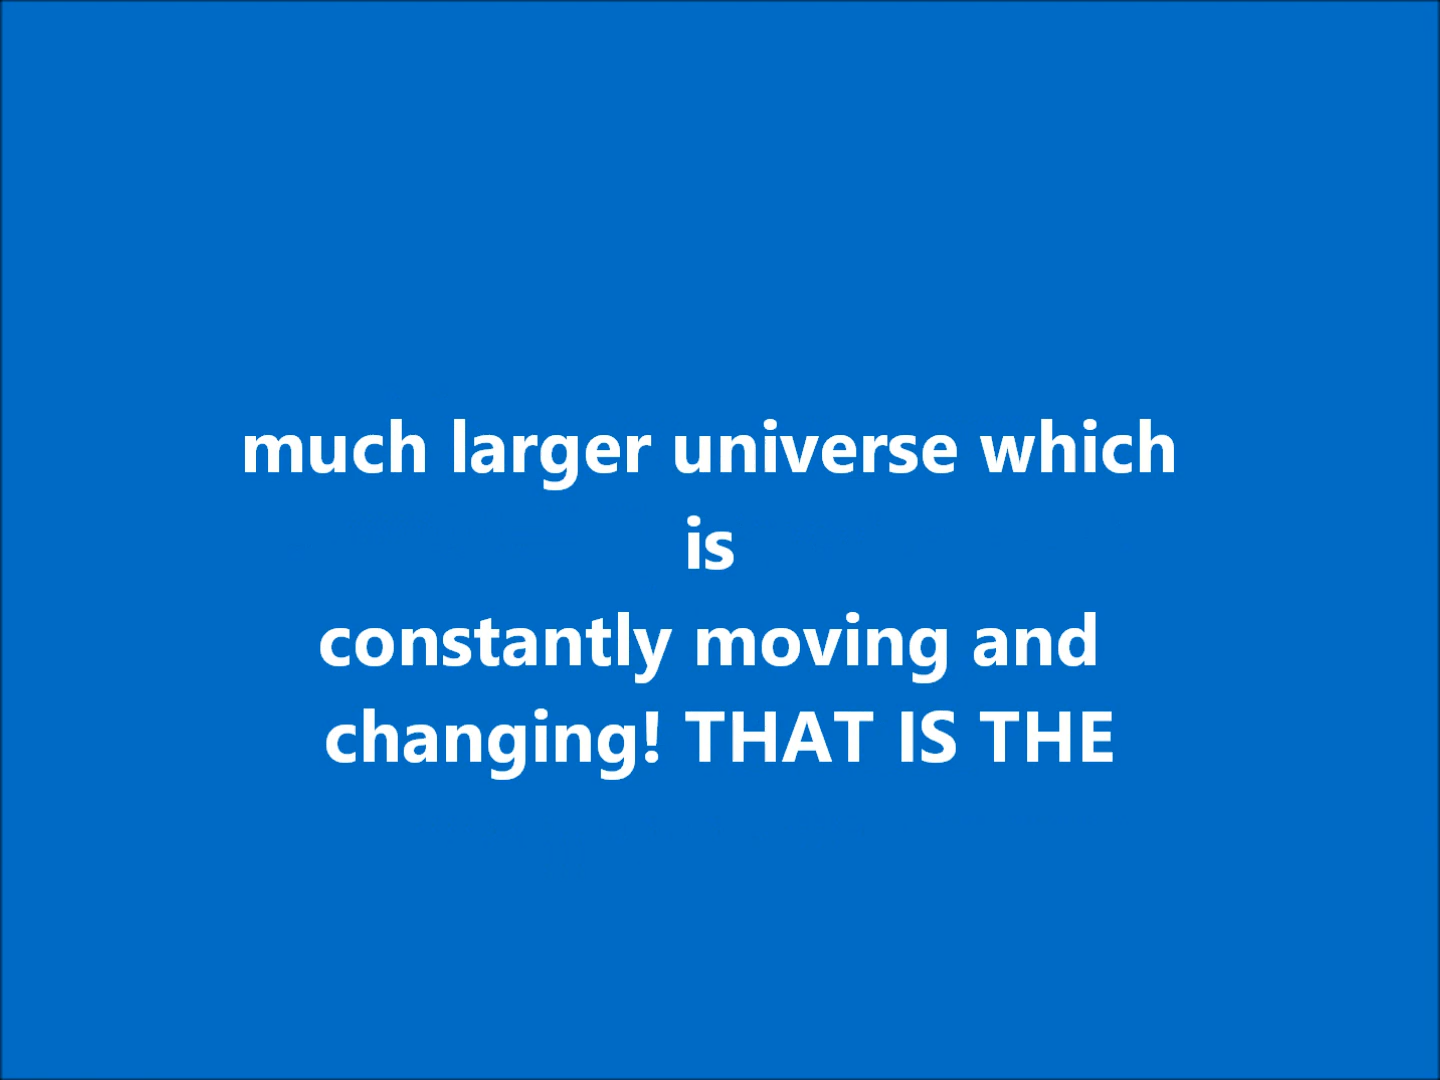 much larger universe which
is
constantly moving and
changing! THAT IS THE